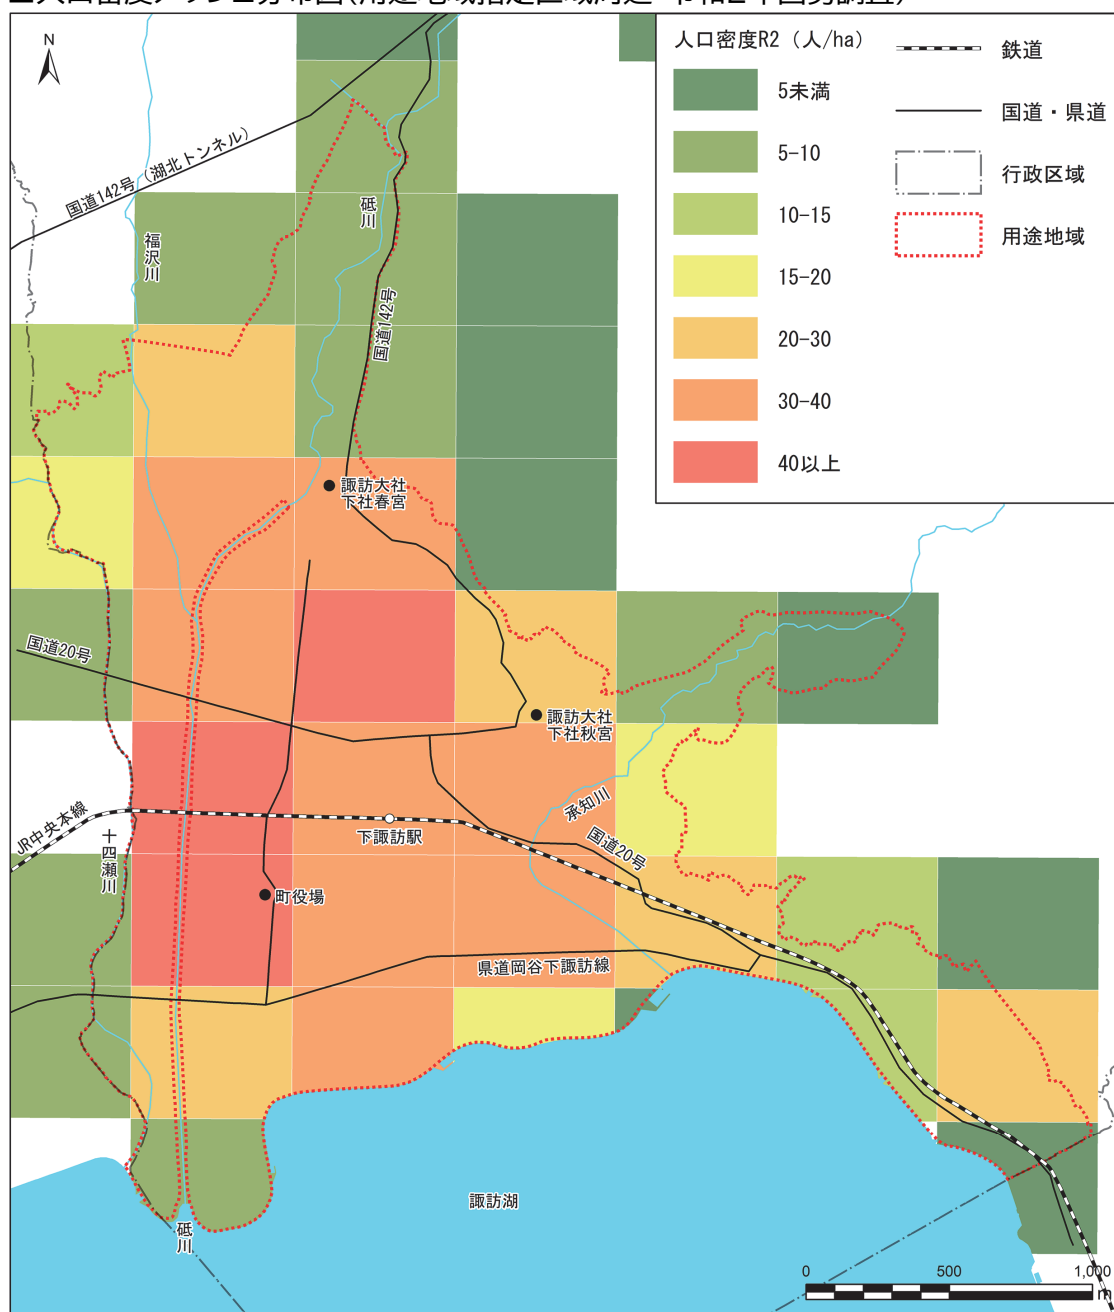 N
人口密度R2（人/ha）
5未満
5-10
10-15
15-20
20-30
30-40
40以上
鉄道
国道・県道
行政区域
用途地域
国道142号（湖北トンネル）
福沢川
砥川
国道142号
諏訪大社
下社春宮
国道20号
諏訪大社
下社秋宮
承知川
JR中央本線
下諏訪駅
国道20号
十四瀬川
町役場
県道岡谷下諏訪線
諏訪湖
砥川
0 500 1,000
m